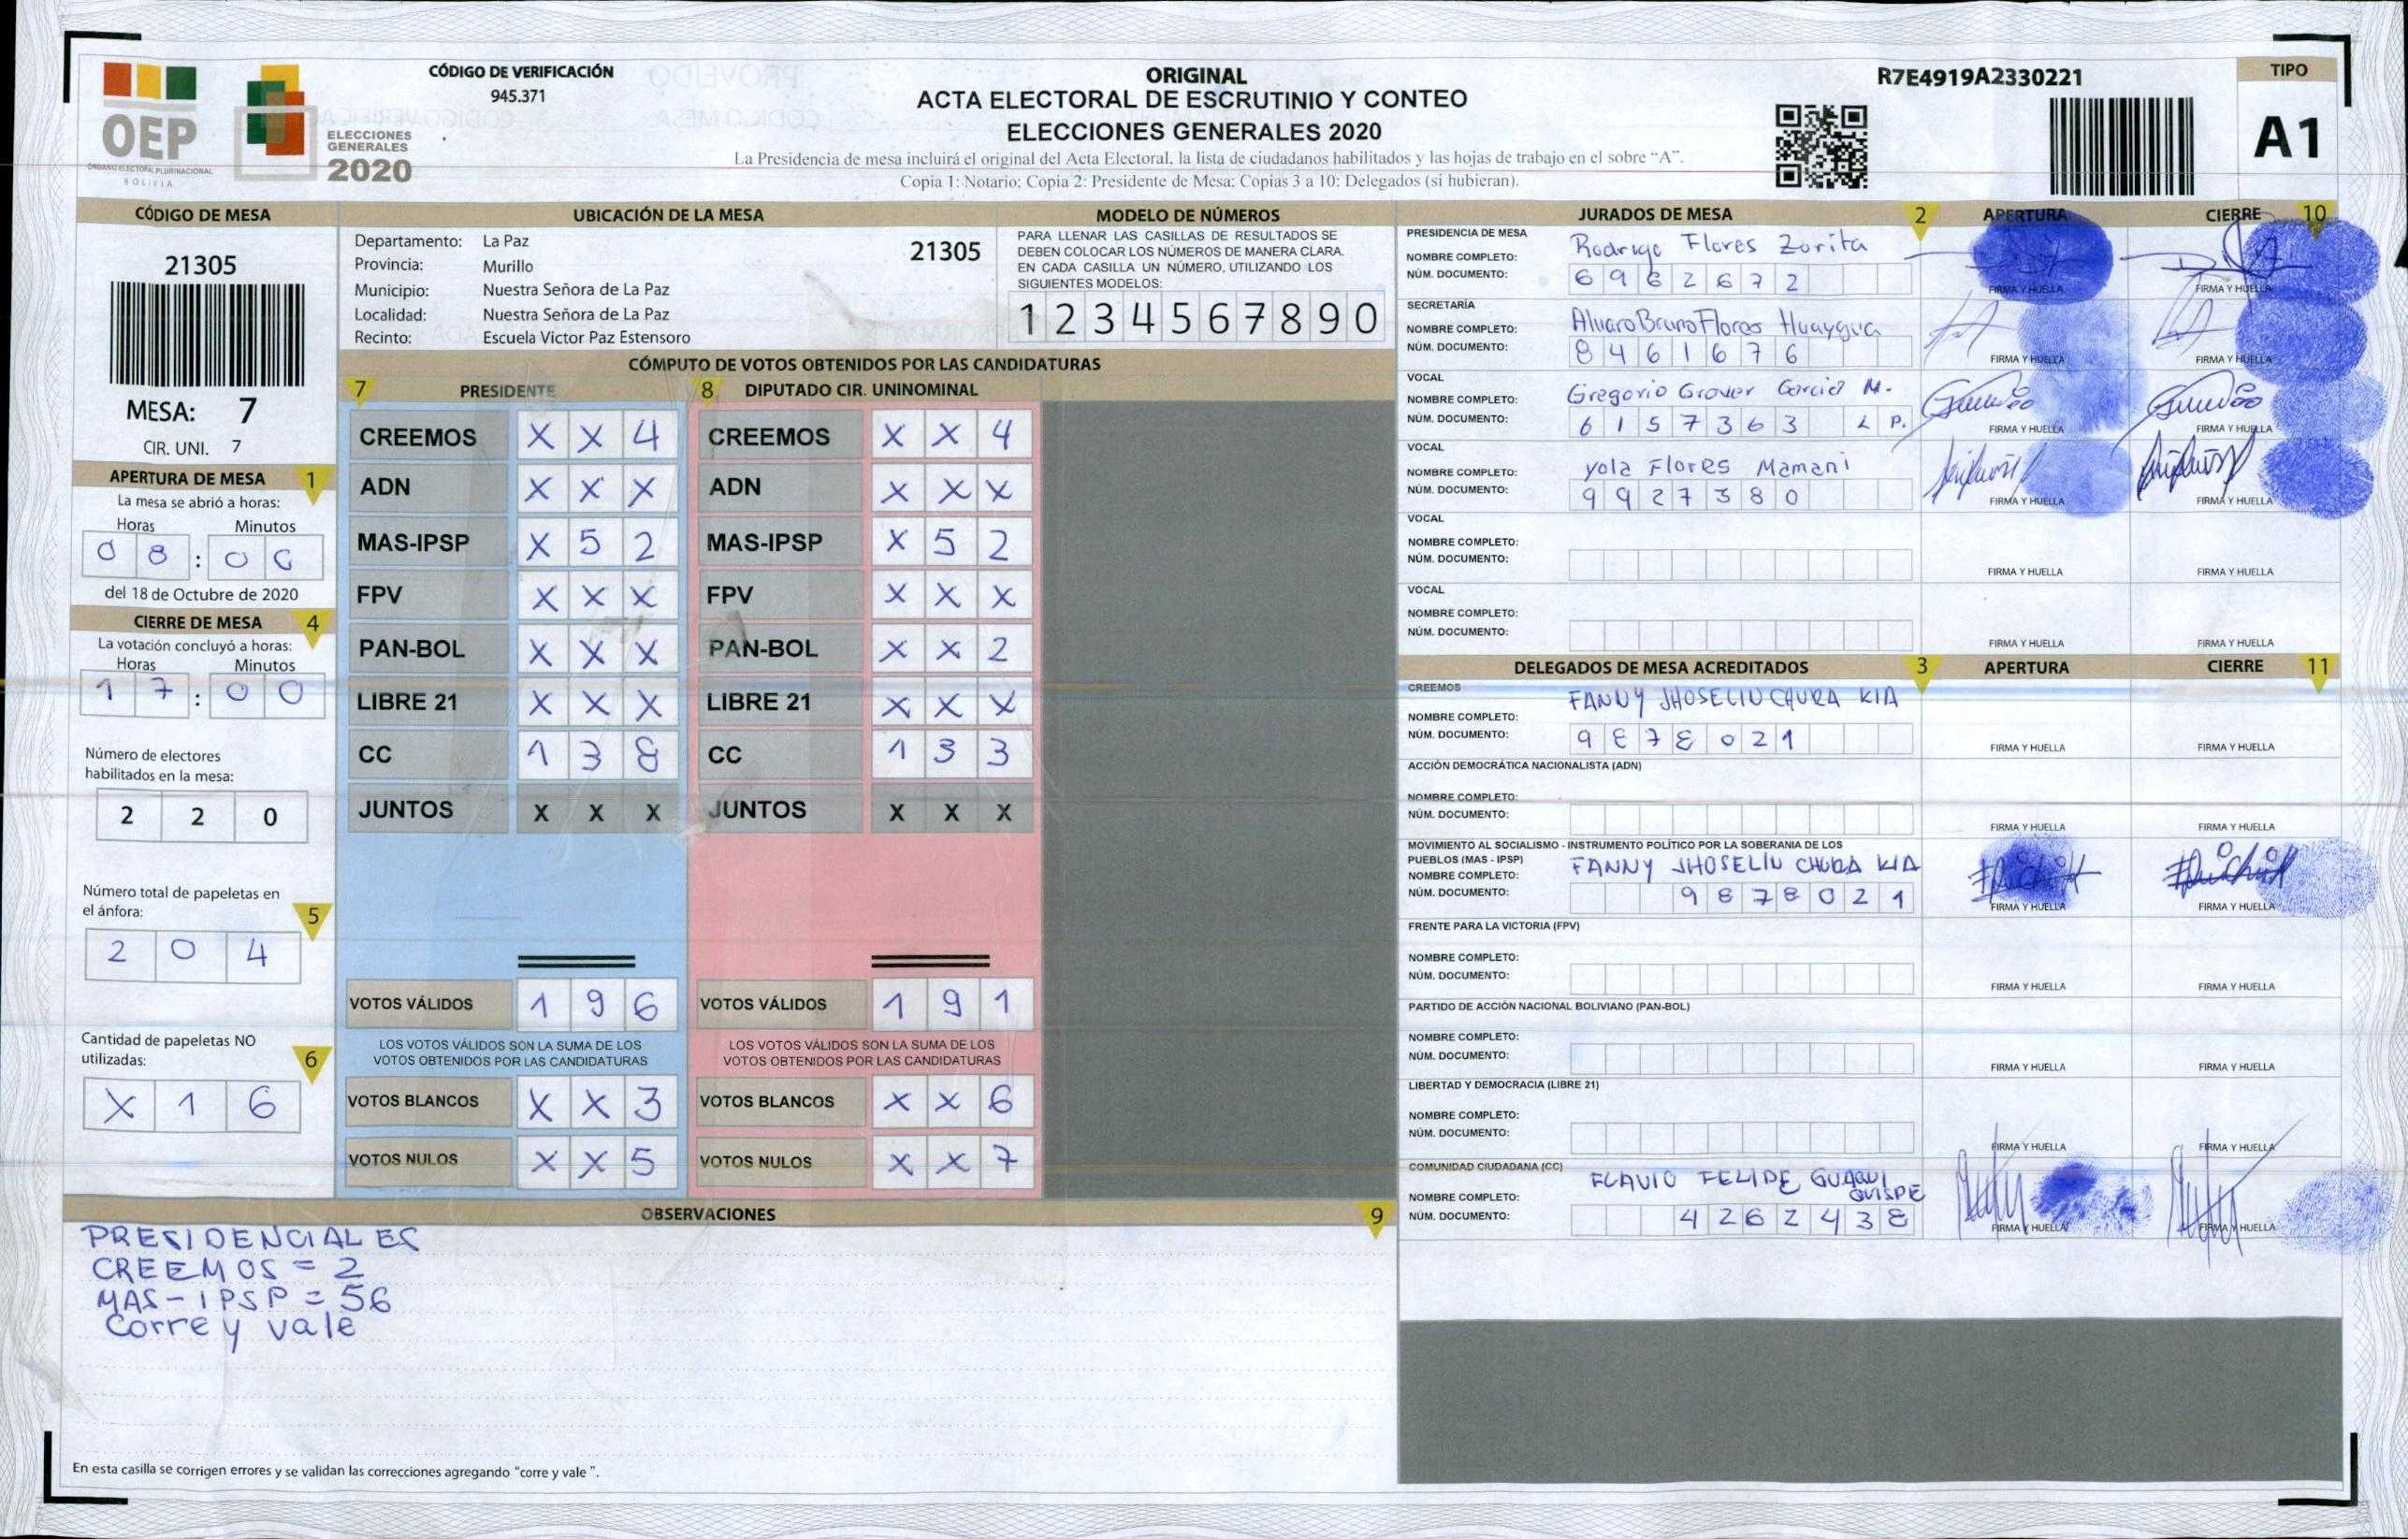 CÓDIGO DE VERIFICACIÓN
945.371
OEP
ÓRGANO ELECTORAL PLURINACIONAL
BOLIVIA
ELECCIONES
GENERALES
2020
ORIGINAL
ACTA ELECTORAL DE ESCRUTINIO Y CONTEO
ELECCIONES GENERALES 2020
La Presidencia de mesa incluirá el original del Acta Electoral, la lista de ciudadanos habilitados y las hojas de trabajo en el sobre “A”.
Copia 1: Notario; Copia 2: Presidente de Mesa; Copias 3 a 10: Delegados (si hubieran).
R7E4919A2330221
TIPO
A1
CÓDIGO DE MESA
21305
MESA: 7
CIR. UNI. 7
APERTURA DE MESA 1
La mesa se abrió a horas:
Horas Minutos
0 8 : 0 6
del 18 de Octubre de 2020
CIERRE DE MESA 4
La votación concluyó a horas:
Horas Minutos
1 7 : 0 0
Número de electores
habilitados en la mesa:
2 2 0
Número total de papeletas en
el ánfora: 5
2 0 4
Cantidad de papeletas NO
utilizadas: 6
X 1 6
UBICACIÓN DE LA MESA
Departamento: La Paz 21305
Provincia: Murillo
Municipio: Nuestra Señora de La Paz
Localidad: Nuestra Señora de La Paz
Recinto: Escuela Victor Paz Estensoro
MODELO DE NÚMEROS
PARA LLENAR LAS CASILLAS DE RESULTADOS SE
DEBEN COLOCAR LOS NÚMEROS DE MANERA CLARA.
EN CADA CASILLA UN NÚMERO, UTILIZANDO LOS
SIGUIENTES MODELOS:
1 2 3 4 5 6 7 8 9 0
CÓMPUTO DE VOTOS OBTENIDOS POR LAS CANDIDATURAS
7 PRESIDENTE 8 DIPUTADO CIR. UNINOMINAL
CREEMOS X X 4 CREEMOS X X 4
ADN X X X ADN X X X
MAS-IPSP X 5 2 MAS-IPSP X 5 2
FPV X X X FPV X X X
PAN-BOL X X X PAN-BOL X X 2
LIBRE 21 X X X LIBRE 21 X X X
CC 1 3 8 CC 1 3 3
JUNTOS X X X JUNTOS X X X
VOTOS VÁLIDOS 1 9 6 VOTOS VÁLIDOS 1 9 1
LOS VOTOS VÁLIDOS SON LA SUMA DE LOS LOS VOTOS VÁLIDOS SON LA SUMA DE LOS
VOTOS OBTENIDOS POR LAS CANDIDATURAS VOTOS OBTENIDOS POR LAS CANDIDATURAS
VOTOS BLANCOS X X 3 VOTOS BLANCOS X X 6
VOTOS NULOS X X 5 VOTOS NULOS X X 7
OBSERVACIONES 9
PRESIDENCIALES
CREEMOS = 2
MAS-IPSP = 56
Corre y vale
En esta casilla se corrigen errores y se validan las correcciones agregando “corre y vale ”.
JURADOS DE MESA 2 APERTURA CIERRE 10
PRESIDENCIA DE MESA
NOMBRE COMPLETO: Rodrigo Flores Zorita
NÚM. DOCUMENTO: 6 9 6 2 6 7 2
FIRMA Y HUELLA FIRMA Y HUELLA
SECRETARÍA
NOMBRE COMPLETO: Alvaro Bruno Flores Huaygua
NÚM. DOCUMENTO: 8 4 6 1 6 7 6
FIRMA Y HUELLA FIRMA Y HUELLA
VOCAL
NOMBRE COMPLETO: Gregorio Grover Garcia M.
NÚM. DOCUMENTO: 6 1 5 7 3 6 3 L P.
FIRMA Y HUELLA FIRMA Y HUELLA
VOCAL
NOMBRE COMPLETO: Yola Flores Mamani
NÚM. DOCUMENTO: 9 9 2 7 3 8 0
FIRMA Y HUELLA FIRMA Y HUELLA
VOCAL
NOMBRE COMPLETO:
NÚM. DOCUMENTO:
FIRMA Y HUELLA FIRMA Y HUELLA
VOCAL
NOMBRE COMPLETO:
NÚM. DOCUMENTO:
FIRMA Y HUELLA FIRMA Y HUELLA
DELEGADOS DE MESA ACREDITADOS 3 APERTURA CIERRE 11
CREEMOS
NOMBRE COMPLETO: FANNY JHOSELIN CHURA KIA
NÚM. DOCUMENTO: 9 8 7 8 0 2 1
FIRMA Y HUELLA FIRMA Y HUELLA
ACCIÓN DEMOCRÁTICA NACIONALISTA (ADN)
NOMBRE COMPLETO:
NÚM. DOCUMENTO:
FIRMA Y HUELLA FIRMA Y HUELLA
MOVIMIENTO AL SOCIALISMO - INSTRUMENTO POLÍTICO POR LA SOBERANIA DE LOS
PUEBLOS (MAS - IPSP)
NOMBRE COMPLETO: FANNY JHOSELIN CHURA KIA
NÚM. DOCUMENTO: 9 8 7 8 0 2 1
FIRMA Y HUELLA FIRMA Y HUELLA
FRENTE PARA LA VICTORIA (FPV)
NOMBRE COMPLETO:
NÚM. DOCUMENTO:
FIRMA Y HUELLA FIRMA Y HUELLA
PARTIDO DE ACCIÓN NACIONAL BOLIVIANO (PAN-BOL)
NOMBRE COMPLETO:
NÚM. DOCUMENTO:
FIRMA Y HUELLA FIRMA Y HUELLA
LIBERTAD Y DEMOCRACIA (LIBRE 21)
NOMBRE COMPLETO:
NÚM. DOCUMENTO:
FIRMA Y HUELLA FIRMA Y HUELLA
COMUNIDAD CIUDADANA (CC)
NOMBRE COMPLETO: FLAVIO FELIPE GUAQUI QUISPE
NÚM. DOCUMENTO: 4 2 6 2 4 3 8
FIRMA Y HUELLA FIRMA Y HUELLA